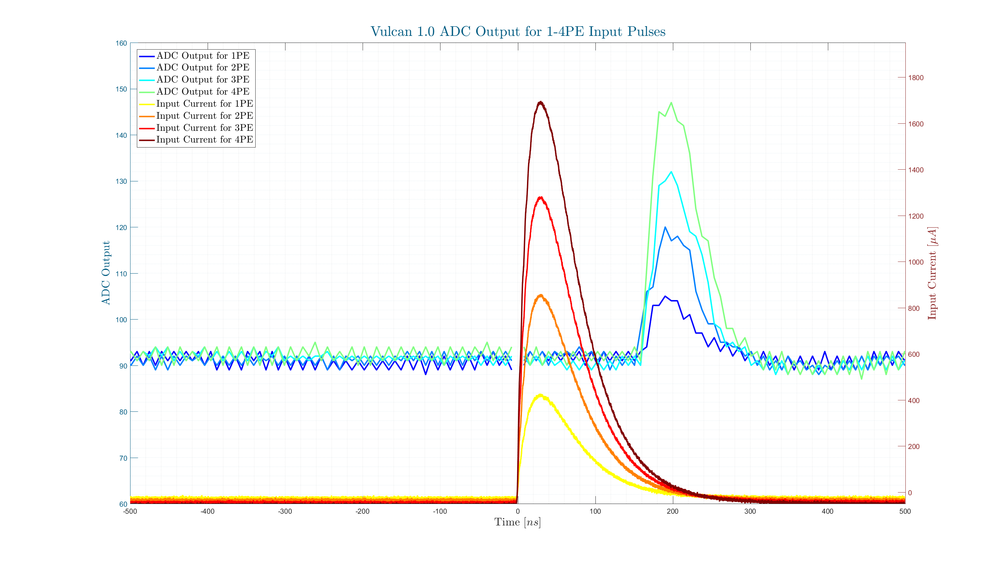 Vulcan 1.0 ADC Output for 1-4PE Input Pulses
ADC Output for 1PE
ADC Output for 2PE
ADC Output for 3PE
ADC Output for 4PE
Input Current for 1PE
Input Current for 2PE
Input Current for 3PE
Input Current for 4PE
ADC Output
160
150
140
130
120
110
100
90
80
70
60
Input Current [μA]
1800
1600
1400
1200
1000
800
600
400
200
0
-500 -400 -300 -200 -100 0 100 200 300 400 500
Time [ns]